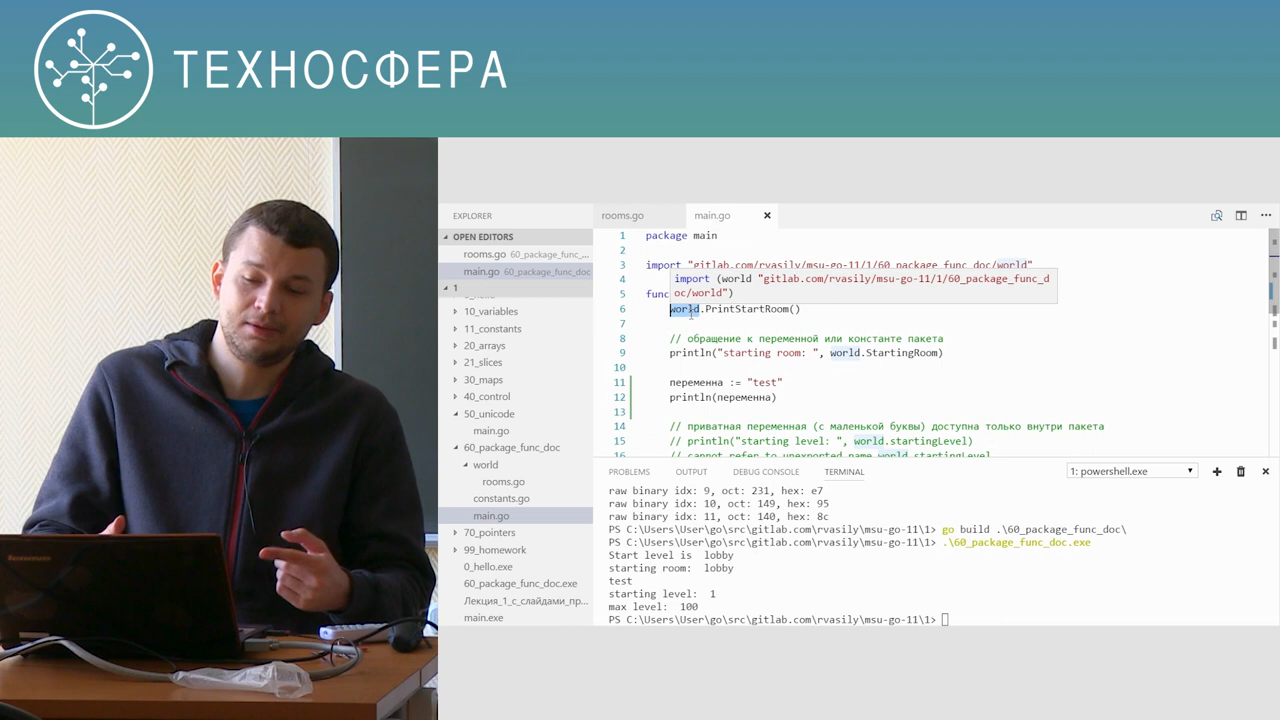 ТЕХНОСФЕРА
EXPLORER
OPEN EDITORS
rooms.go 60_package_func_...
main.go 60_package_func_doc
1
10_variables
11_constants
20_arrays
21_slices
30_maps
40_control
50_unicode
main.go
60_package_func_doc
world
rooms.go
constants.go
main.go
70_pointers
99_homework
0_hello.exe
60_package_func_doc.exe
Лекция_1_с_слайдами_пр...
main.exe
rooms.go main.go
1 package main
2
3 import "gitlab.com/rvasily/msu-go-11/1/60_package_func_doc/world"
import (world "gitlab.com/rvasily/msu-go-11/1/60_package_func_d
oc/world")
4
5 func
6 world.PrintStartRoom()
7
8 // обращение к переменной или константе пакета
9 println("starting room: ", world.StartingRoom)
10
11 переменна := "test"
12 println(переменна)
13
14 // приватная переменная (с маленькой буквы) доступна только внутри пакета
15 // println("starting level: ", world.startingLevel)
16 // cannot refer to unexported name world.startingLevel
PROBLEMS OUTPUT DEBUG CONSOLE TERMINAL 1: powershell.exe
raw binary idx: 9, oct: 231, hex: e7
raw binary idx: 10, oct: 149, hex: 95
raw binary idx: 11, oct: 140, hex: 8c
PS C:\Users\User\go\src\gitlab.com\rvasily\msu-go-11\1> go build .\60_package_func_doc\
PS C:\Users\User\go\src\gitlab.com\rvasily\msu-go-11\1> .\60_package_func_doc.exe
Start level is lobby
starting room: lobby
test
starting level: 1
max level: 100
PS C:\Users\User\go\src\gitlab.com\rvasily\msu-go-11\1>